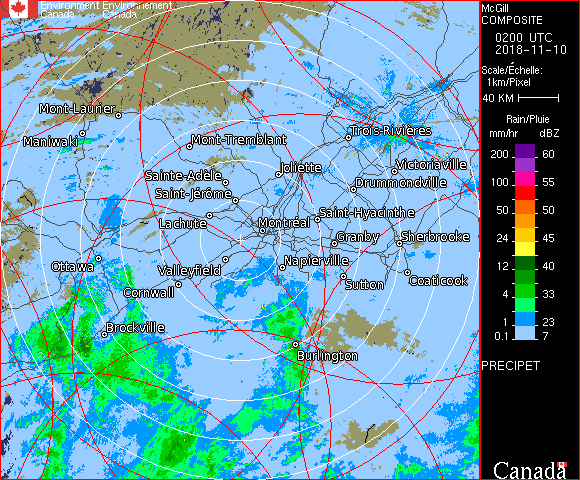 Environment Environnement
Canada Canada
McGill
COMPOSITE
0200 UTC
2018-11-10
Scale/Échelle:
1km/Pixel
40 KM
Rain/Pluie
mm/hr dBZ
200 60
100 55
50 50
24 45
12 40
4 33
1 23
0.1 7
PRECIPET
Canada
Mont-Laurier
Maniwaki
Mont-Tremblant
Trois-Rivières
Victoriaville
Joliette
Sainte-Adèle
Drummondville
Saint-Jérôme
Saint-Hyacinthe
Lachute
Montréal
Granby
Sherbrooke
Ottawa
Valleyfield
Napierville
Sutton
Coaticook
Cornwall
Brockville
Burlington